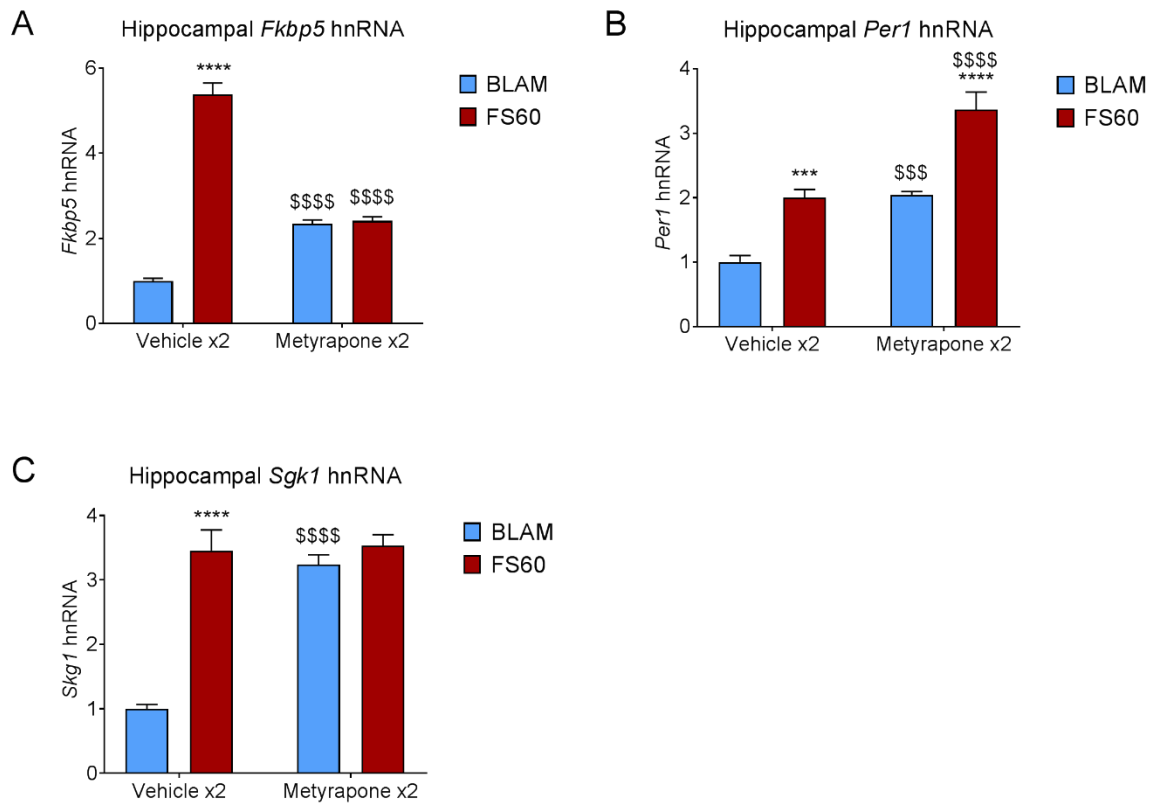 A
Hippocampal Fkbp5 hnRNA
Fkbp5 hnRNA
6
4
2
0
****
$$$$
$$$$
Vehicle x2
Metyrapone x2
BLAM
FS60
B
Hippocampal Per1 hnRNA
Per1 hnRNA
4
3
2
1
0
***
$$$
$$$$
****
Vehicle x2
Metyrapone x2
BLAM
FS60
C
Hippocampal Sgk1 hnRNA
Skg1 hnRNA
4
3
2
1
0
****
$$$$
Vehicle x2
Metyrapone x2
BLAM
FS60